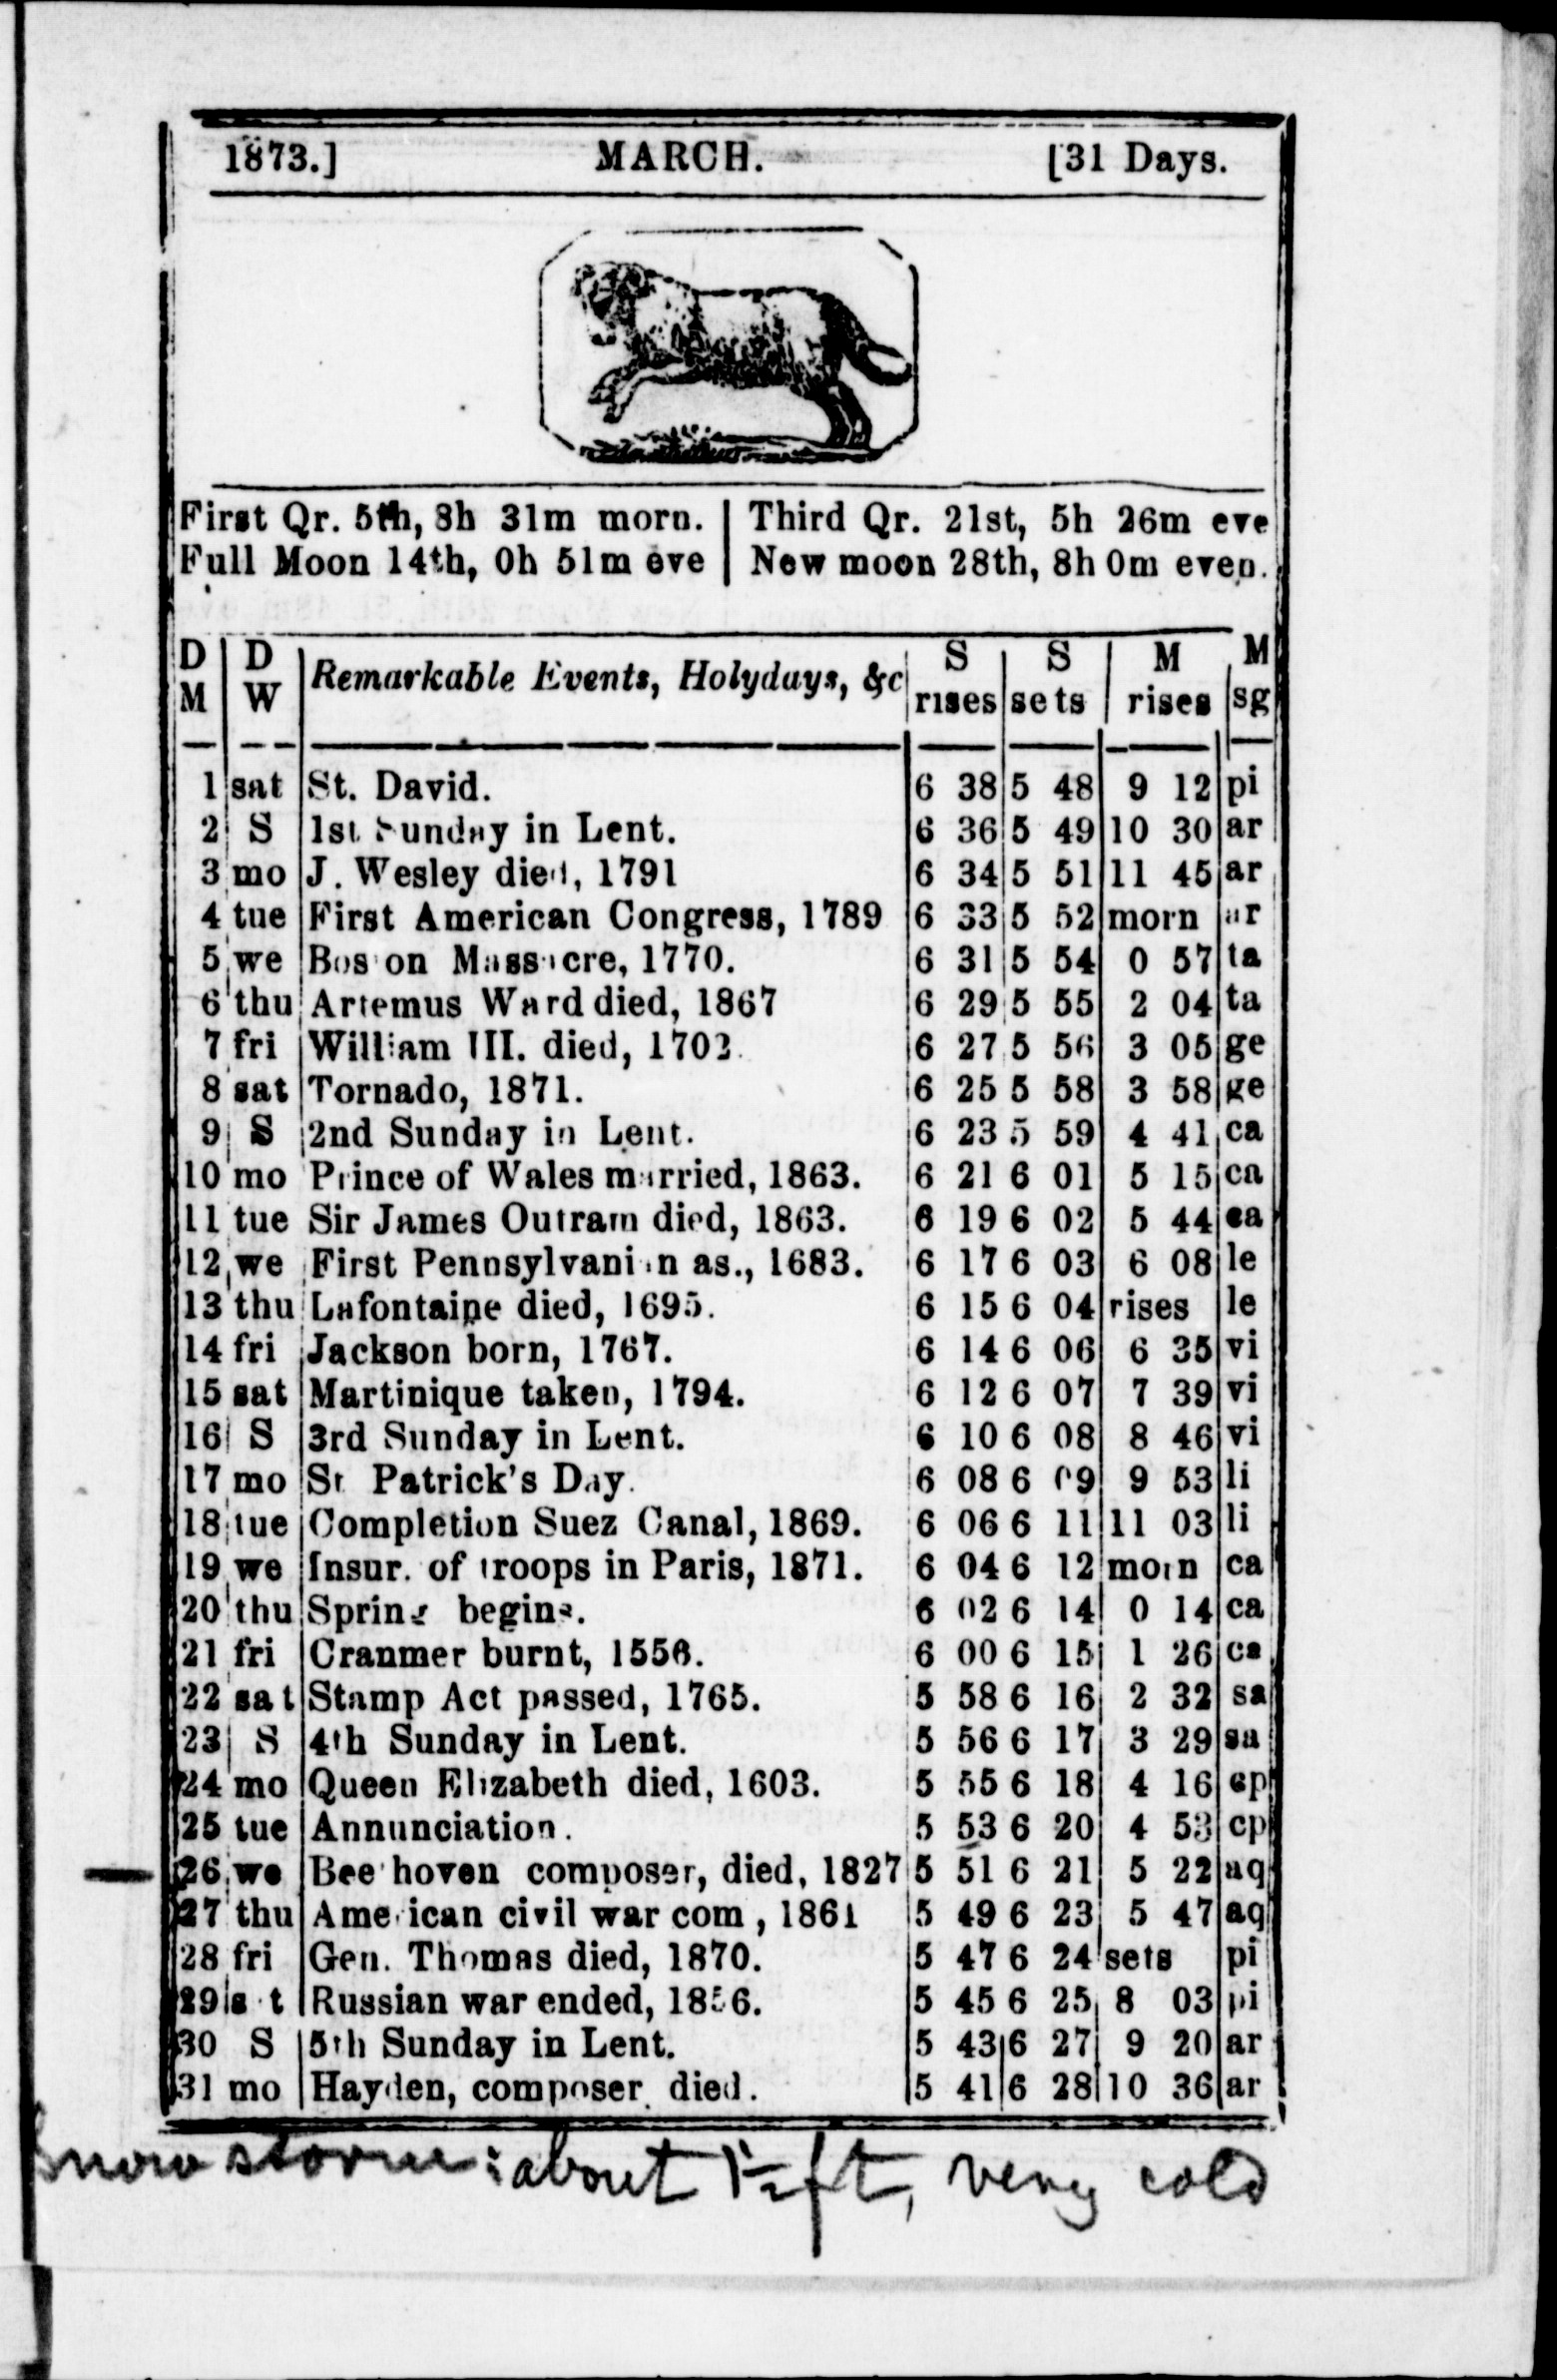 1873.] MARCH. [31 Days.
First Qr. 5th, 8h 31m morn. | Third Qr. 21st, 5h 26m eve
Full Moon 14th, 0h 51m eve | New moon 28th, 8h 0m even.
D M | D W | Remarkable Events, Holydays, &c | S rises | S sets | M rises | M sg
1 sat St. David. 6 38 5 48 9 12 pi
2 S 1st Sunday in Lent. 6 36 5 49 10 30 ar
3 mo J. Wesley died, 1791 6 34 5 51 11 45 ar
4 tue First American Congress, 1789 6 33 5 52 morn ar
5 we Boston Massacre, 1770. 6 31 5 54 0 57 ta
6 thu Artemus Ward died, 1867 6 29 5 55 2 04 ta
7 fri William III. died, 1702. 6 27 5 56 3 05 ge
8 sat Tornado, 1871. 6 25 5 58 3 58 ge
9 S 2nd Sunday in Lent. 6 23 5 59 4 41 ca
10 mo Prince of Wales married, 1863. 6 21 6 01 5 15 ca
11 tue Sir James Outram died, 1863. 6 19 6 02 5 44 ca
12 we First Pennsylvanian as., 1683. 6 17 6 03 6 08 le
13 thu Lafontaine died, 1695. 6 15 6 04 rises le
14 fri Jackson born, 1767. 6 14 6 06 6 35 vi
15 sat Martinique taken, 1794. 6 12 6 07 7 39 vi
16 S 3rd Sunday in Lent. 6 10 6 08 8 46 vi
17 mo St Patrick's Day. 6 08 6 09 9 53 li
18 tue Completion Suez Canal, 1869. 6 06 6 11 11 03 li
19 we Insur. of troops in Paris, 1871. 6 04 6 12 morn ca
20 thu Spring begins. 6 02 6 14 0 14 ca
21 fri Cranmer burnt, 1556. 6 00 6 15 1 26 ca
22 sat Stamp Act passed, 1765. 5 58 6 16 2 32 sa
23 S 4th Sunday in Lent. 5 56 6 17 3 29 sa
24 mo Queen Elizabeth died, 1603. 5 55 6 18 4 16 cp
25 tue Annunciation. 5 53 6 20 4 53 cp
26 we Beethoven composer, died, 1827 5 51 6 21 5 22 aq
27 thu American civil war com , 1861 5 49 6 23 5 47 aq
28 fri Gen. Thomas died, 1870. 5 47 6 24 sets pi
29 sat Russian war ended, 1856. 5 45 6 25 8 03 pi
30 S 5th Sunday in Lent. 5 43 6 27 9 20 ar
31 mo Hayden, composer, died. 5 41 6 28 10 36 ar
Snow storm: about 1½ ft, very cold